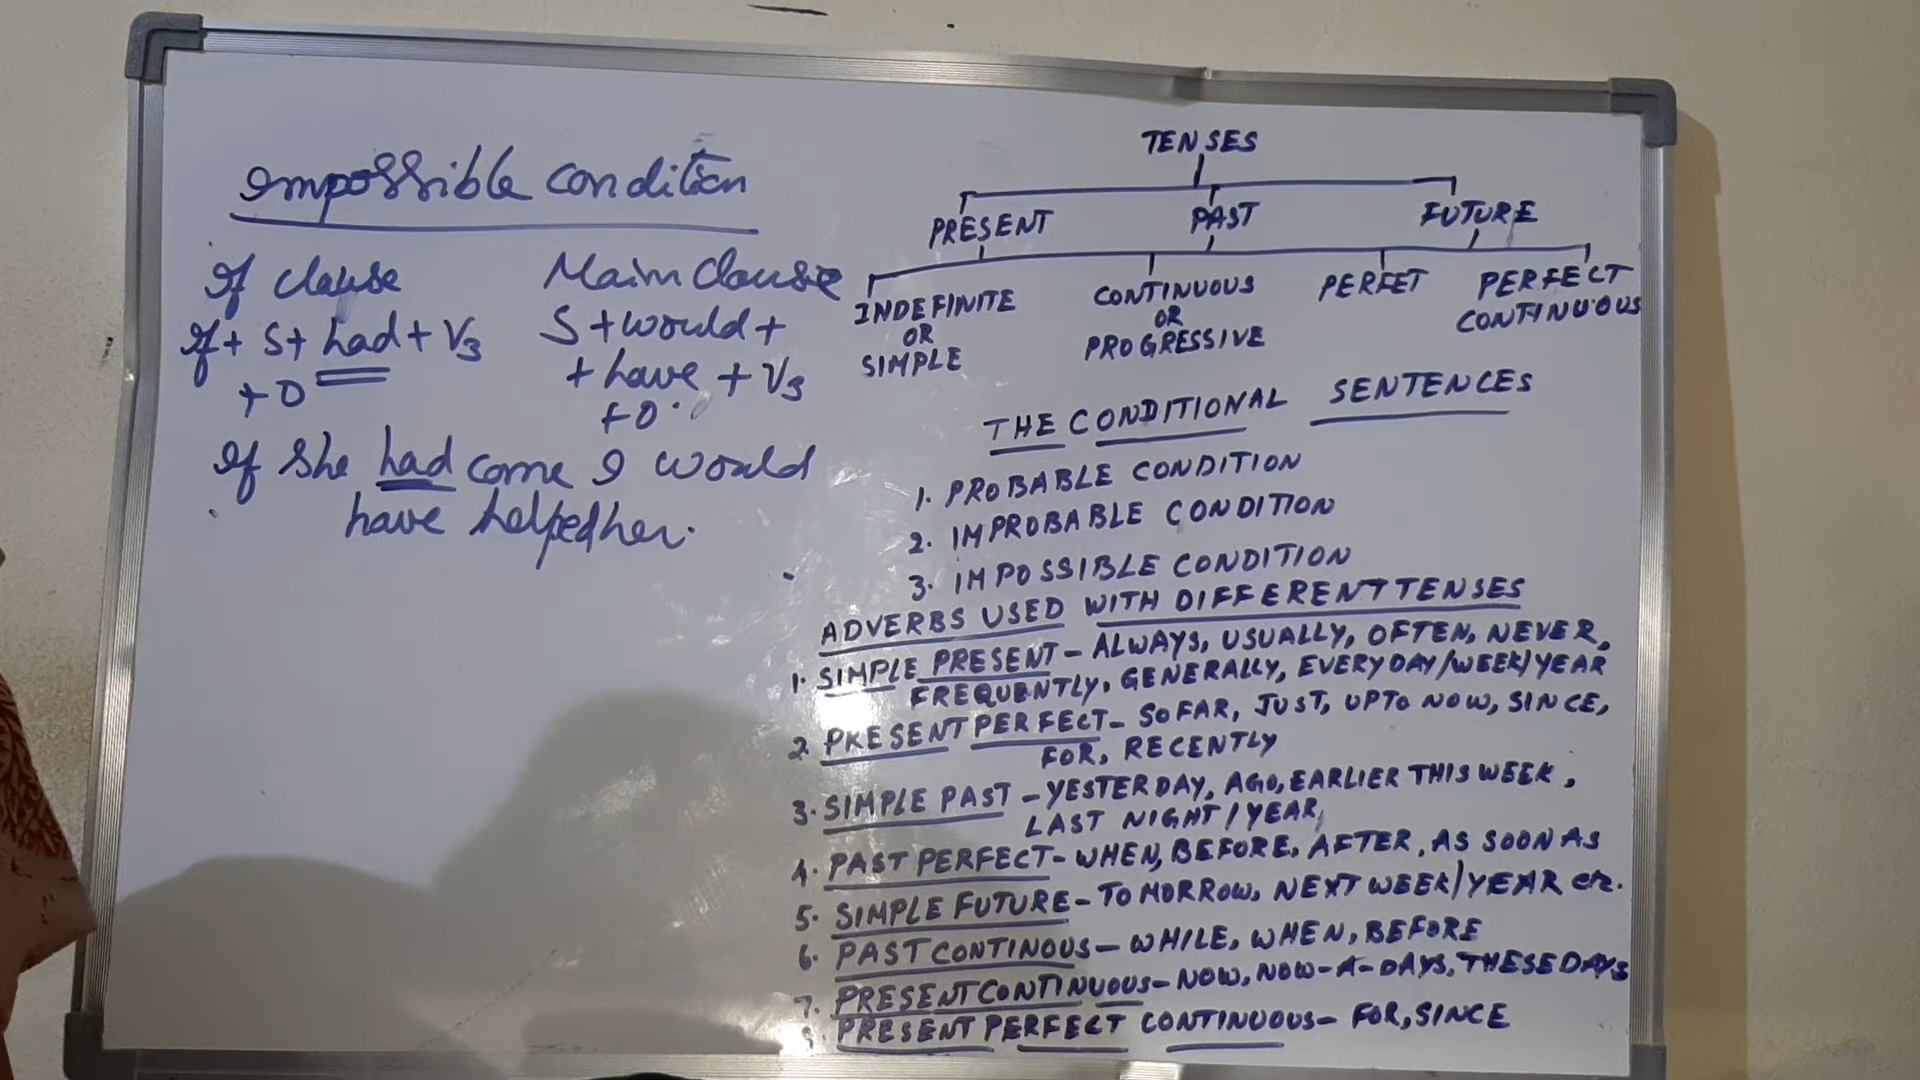 Impossible condition
If clause Main Clause
If + S + had + V3 S + would +
+ O + have + V3
+ O.
If she had come I would
have helped her.
TENSES
PRESENT PAST FUTURE
INDEFINITE OR SIMPLE CONTINUOUS OR PROGRESSIVE PERFET PERFECT CONTINUOUS
THE CONDITIONAL SENTENCES
1. PROBABLE CONDITION
2. IMPROBABLE CONDITION
3. IMPOSSIBLE CONDITION
ADVERBS USED WITH DIFFERENT TENSES
1. SIMPLE PRESENT - ALWAYS, USUALLY, OFTEN, NEVER,
FREQUENTLY, GENERALLY, EVERYDAY/WEEK/YEAR
2. PRESENT PERFECT - SO FAR, JUST, UPTO NOW, SINCE,
FOR, RECENTLY
3. SIMPLE PAST - YESTERDAY, AGO, EARLIER THIS WEEK,
LAST NIGHT/YEAR,
4. PAST PERFECT - WHEN, BEFORE, AFTER, AS SOON AS
5. SIMPLE FUTURE - TOMORROW, NEXT WEEK/YEAR etc.
6. PAST CONTINOUS - WHILE, WHEN, BEFORE
7. PRESENT CONTINUOUS - NOW, NOW-A-DAYS, THESE DAYS
8 PRESENT PERFECT CONTINUOUS - FOR, SINCE